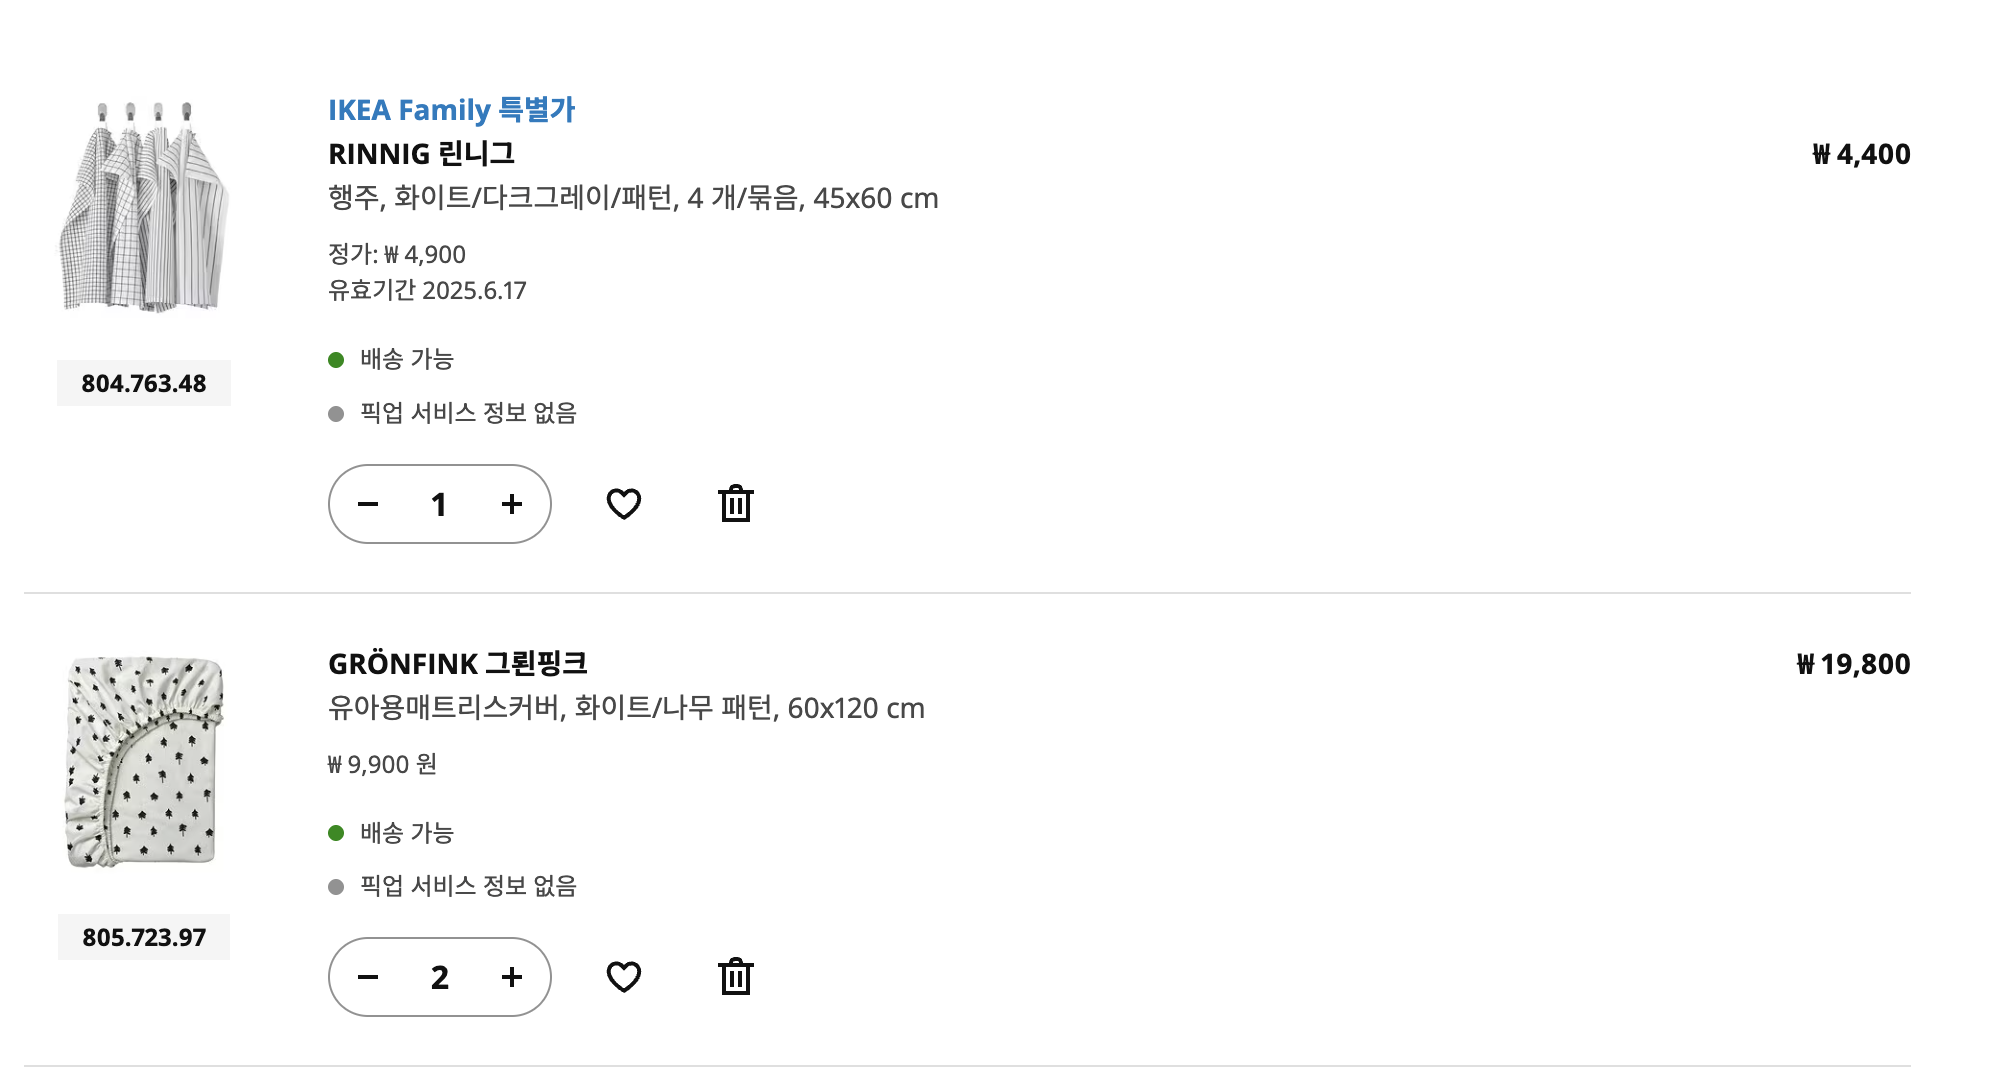 IKEA Family 특별가
RINNIG 린니그
₩ 4,400
행주, 화이트/다크그레이/패턴, 4 개/묶음, 45x60 cm
정가: ₩ 4,900
유효기간 2025.6.17
배송 가능
804.763.48
픽업 서비스 정보 없음
1
GRÖNFINK 그뢴핑크
₩ 19,800
유아용매트리스커버, 화이트/나무 패턴, 60x120 cm
₩ 9,900 원
배송 가능
픽업 서비스 정보 없음
805.723.97
2